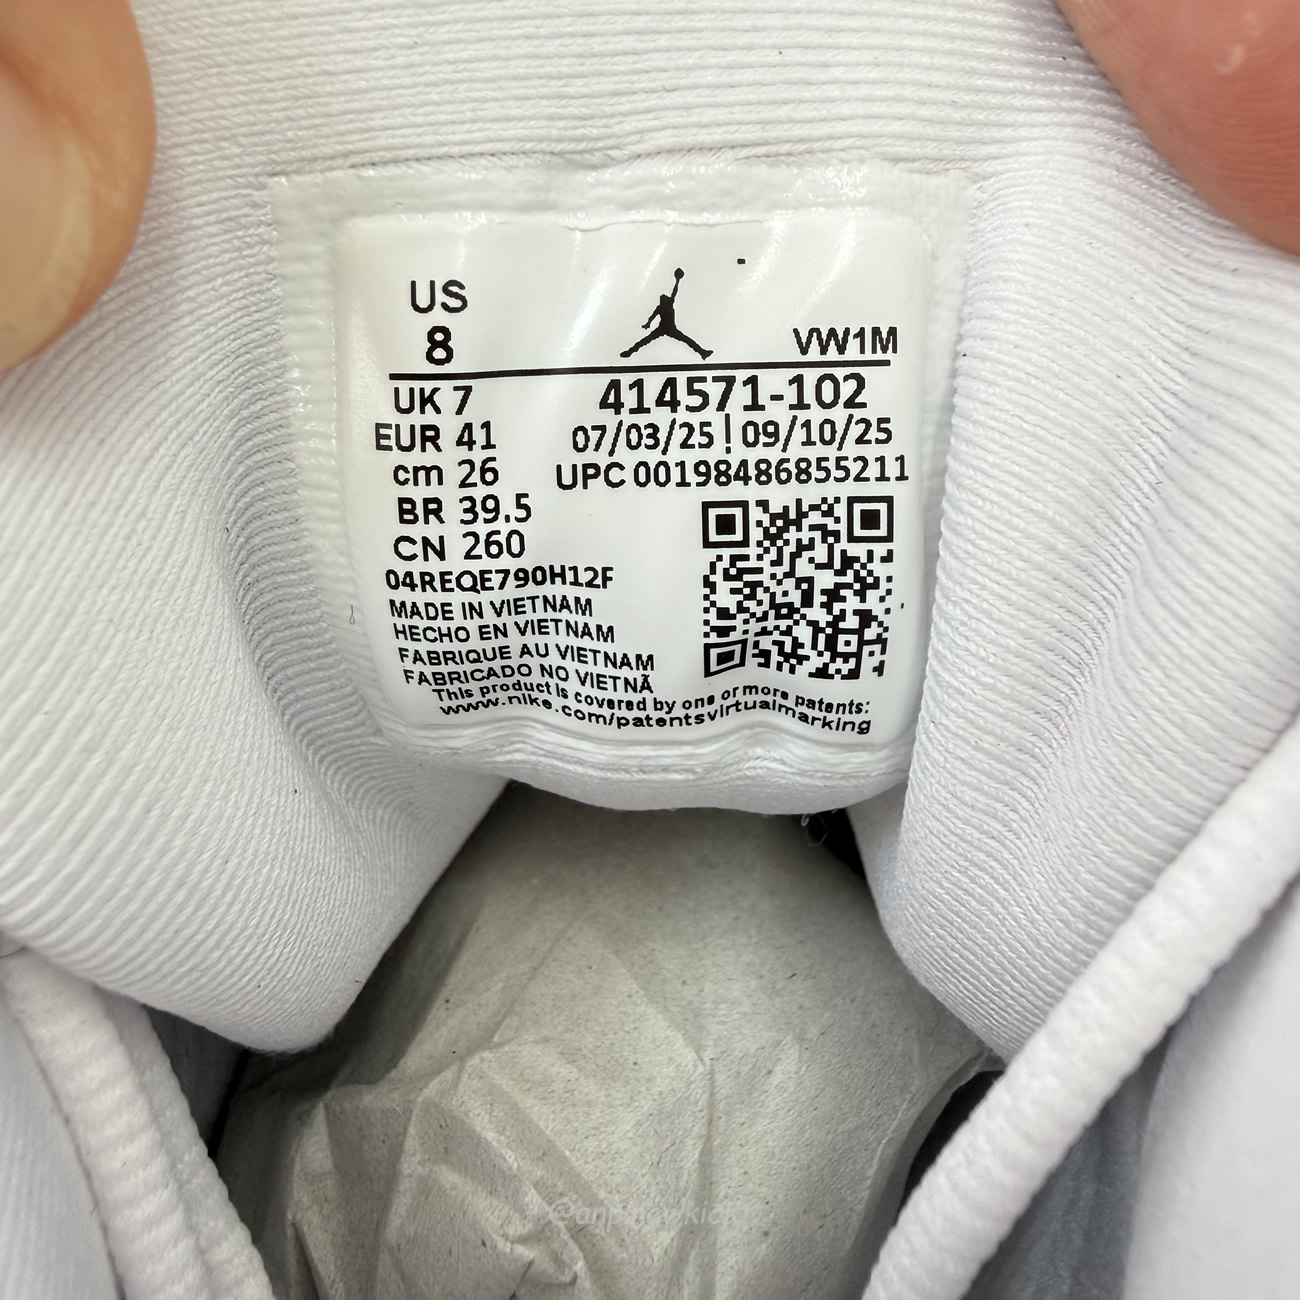 US
8
VW1M
UK 7
414571-102
EUR 41
07/03/25 | 09/10/25
cm 26
UPC 00198486855211
BR 39.5
CN 260
04REQE790H12F
MADE IN VIETNAM
HECHO EN VIETNAM
FABRIQUE AU VIETNAM
FABRICADO NO VIETNÃ
This product is covered by one or more patents:
www.nike.com/patentsvirtualmarking